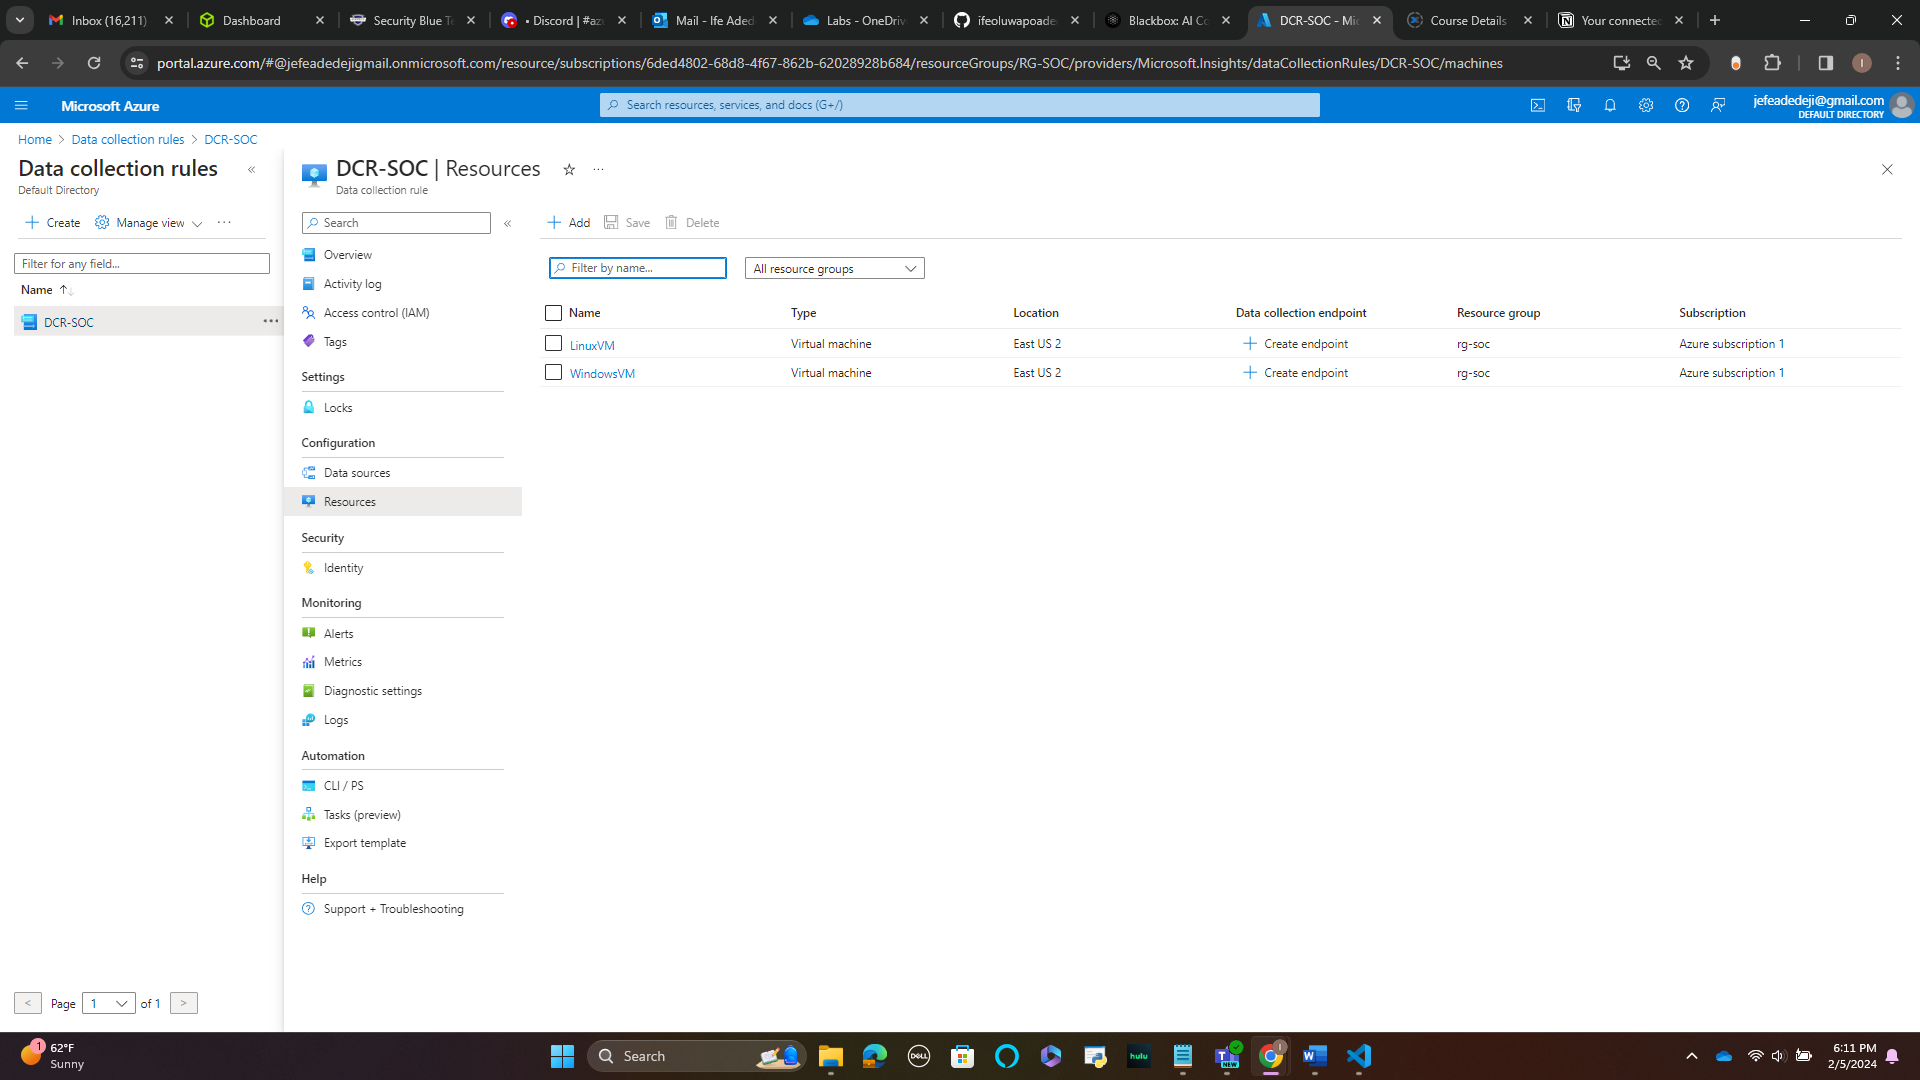 Inbox (16,211)
Dashboard
Security Blue Te
• Discord | #azu
Mail - Ife Aded
Labs - OneDriv
ifeoluwapoade
Blackbox: AI Co
DCR-SOC - Mic
Course Details
Your connected
portal.azure.com/#@jefeadedejigmail.onmicrosoft.com/resource/subscriptions/6ded4802-68d8-4f67-862b-62028928b684/resourceGroups/RG-SOC/providers/Microsoft.Insights/dataCollectionRules/DCR-SOC/machines
I
Microsoft Azure
Search resources, services, and docs (G+/)
jefeadedeji@gmail.com
DEFAULT DIRECTORY
Home > Data collection rules > DCR-SOC
Data collection rules
Default Directory
Create
Manage view
Filter for any field...
Name
DCR-SOC
Page 1 of 1
DCR-SOC | Resources
Data collection rule
Search
Overview
Activity log
Access control (IAM)
Tags
Settings
Locks
Configuration
Data sources
Resources
Security
Identity
Monitoring
Alerts
Metrics
Diagnostic settings
Logs
Automation
CLI / PS
Tasks (preview)
Export template
Help
Support + Troubleshooting
Add Save Delete
Filter by name...
All resource groups
Name Type Location Data collection endpoint Resource group Subscription
LinuxVM Virtual machine East US 2 Create endpoint rg-soc Azure subscription 1
WindowsVM Virtual machine East US 2 Create endpoint rg-soc Azure subscription 1
1
62°F
Sunny
Search
DELL
hulu
NEW
6:11 PM
2/5/2024